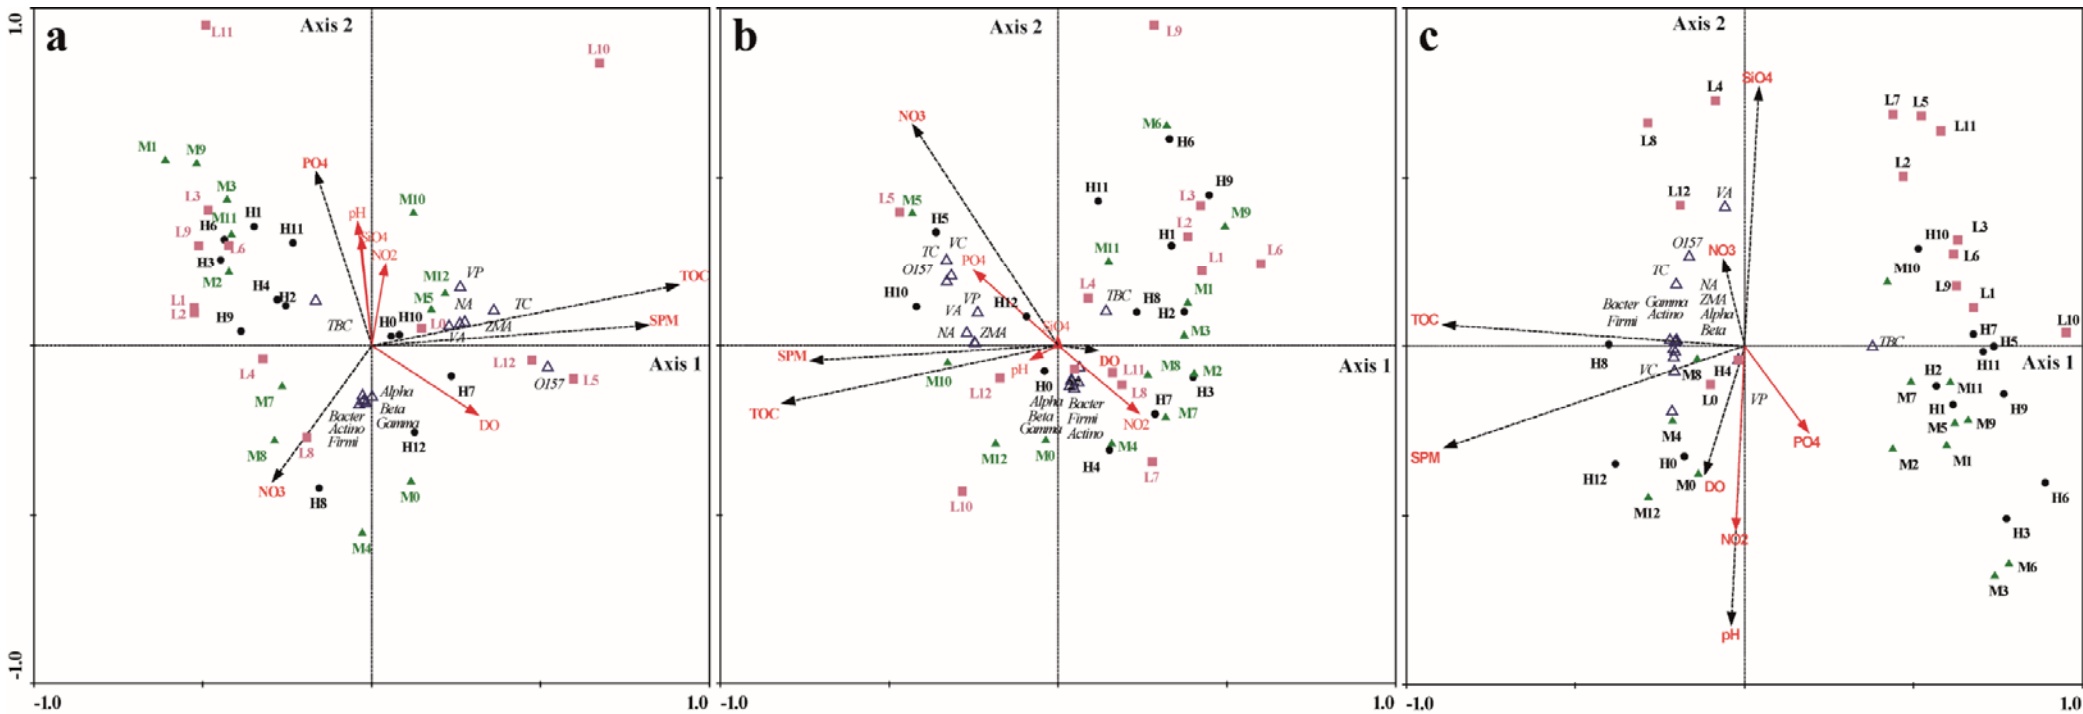 a
1.0
Axis 2
L11
L10
M1
M9
PO4
L3
M3
M11
H1
pH
M10
H6
H11
SiO4
L9
L6
NO2
H3
M2
H4
H2
M12
VP
TOC
L1
L2
M5
NA
TC
H9
TBC
H0
H10
L0
VA
ZMA
SPM
Axis 1
L4
L12
O157
L5
M7
H7
Alpha
Bacter
Beta
Actino
Gamma
Firmi
DO
M8
L8
H12
NO3
H8
M0
M4
-1.0
-1.0
1.0
b
Axis 2
L9
NO3
M6
H6
L5
M5
H11
H9
L3
H5
M9
TC
VC
L2
H1
O157
PO4
M11
L6
L1
H10
VP
H12
L4
TBC
H8
M1
VA
H2
NA
ZMA
SiO4
M3
SPM
DO
Axis 1
M10
pH
M8
M2
L11
L12
H0
L8
H3
TOC
Alpha
Bacter
Beta
Firmi
Gamma
Actino
H7
M7
NO2
M12
M0
M4
H4
L7
L10
-1.0
1.0
c
Axis 2
SiO4
L4
L7
L5
L8
L11
L2
L12
VA
O157
NO3
H10
L3
TC
NA
M10
L6
Bacter
Gamma
ZMA
Firmi
Actino
Alpha
L9
L1
TOC
Beta
H7
L10
TBC
H5
H8
VC
M8
H4
H11
Axis 1
H2
L0
VP
M7
M11
H9
H1
M4
M5
M9
PO4
SPM
H0
M2
M1
H12
M0
DO
H6
M12
NO2
H3
M6
M3
pH
-1.0
1.0